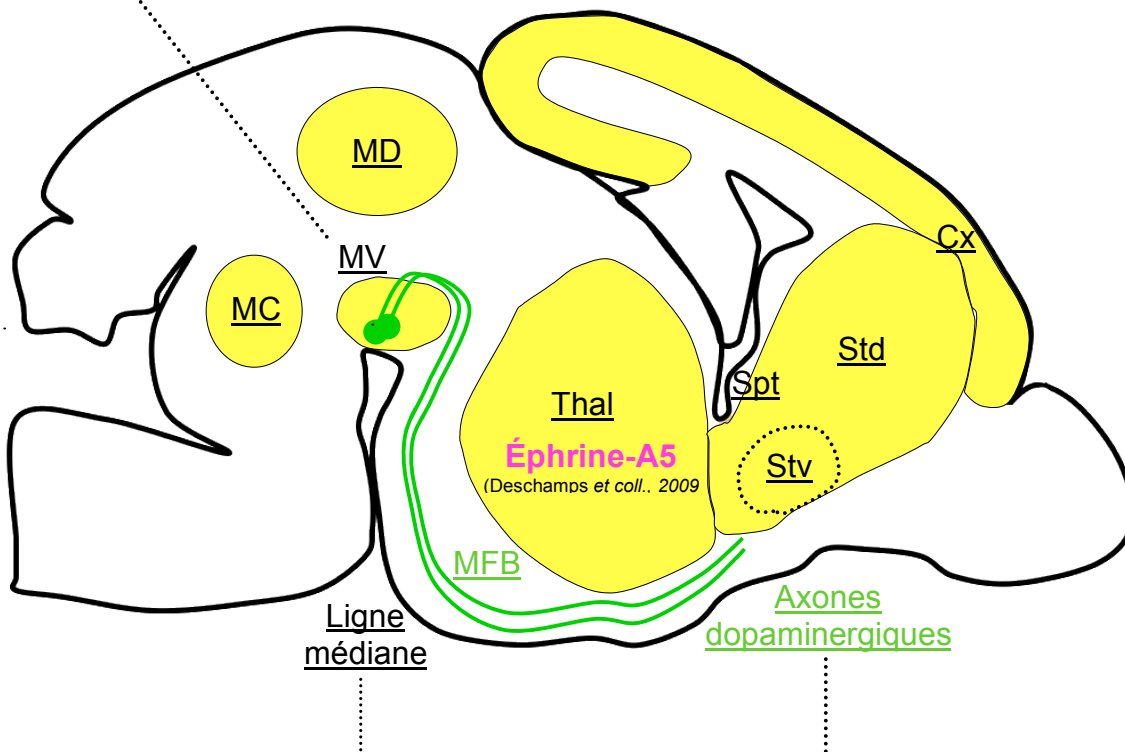 MD
MV
MC
Cx
Std
Spt
Thal
Éphrine-A5
(Deschamps et coll., 2009
Stv
MFB
Ligne
médiane
Axones
dopaminergiques